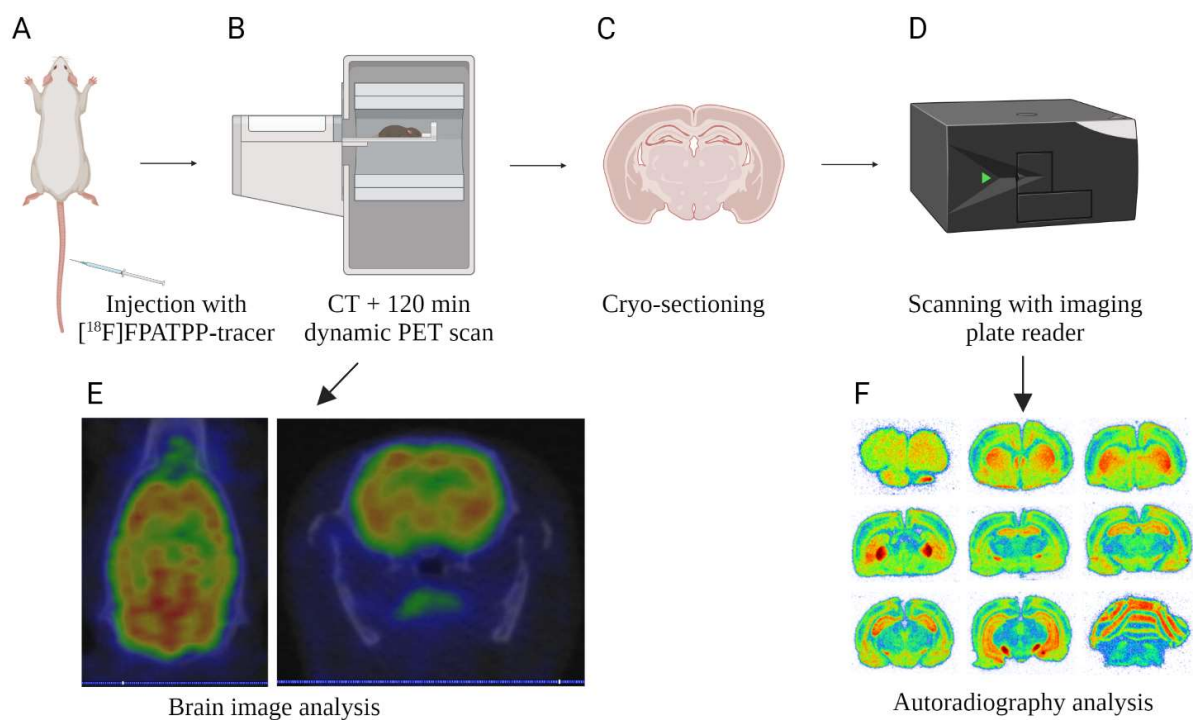 A
B
C
D
Injection with
[¹⁸F]FPATPP-tracer
CT + 120 min
dynamic PET scan
Cryo-sectioning
Scanning with imaging
plate reader
E
F
Brain image analysis
Autoradiography analysis